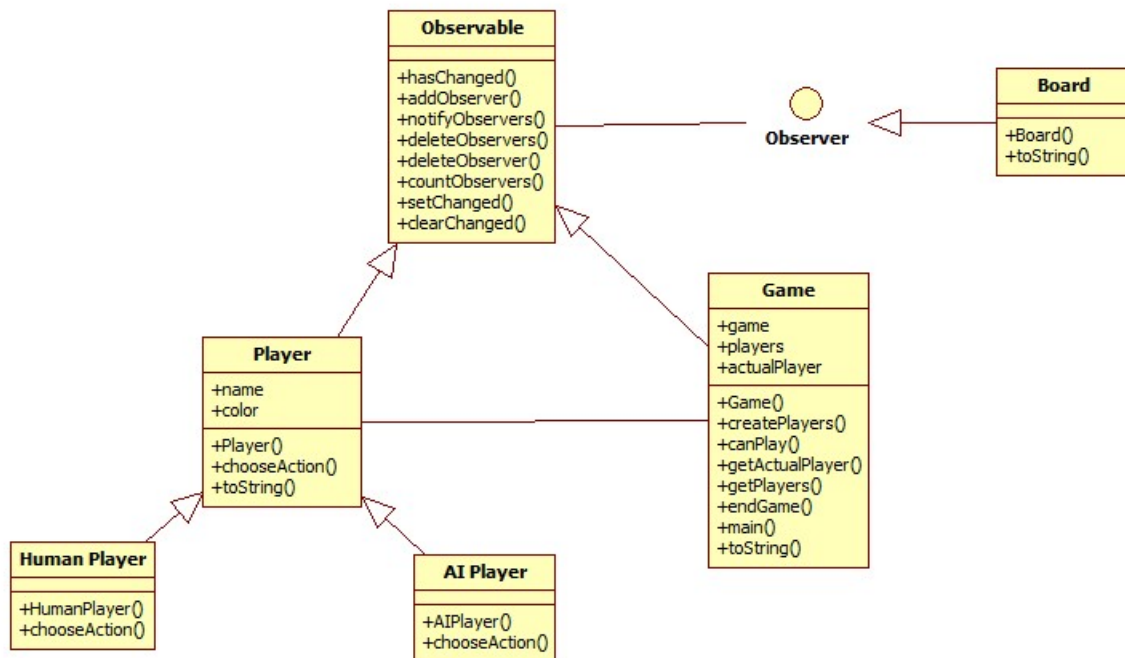 Observable
+hasChanged()
+addObserver()
+notifyObservers()
+deleteObservers()
+deleteObserver()
+countObservers()
+setChanged()
+clearChanged()
Observer
Board
+Board()
+toString()
Game
+game
+players
+actualPlayer
+Game()
+createPlayers()
+canPlay()
+getActualPlayer()
+getPlayers()
+endGame()
+main()
+toString()
Player
+name
+color
+Player()
+chooseAction()
+toString()
Human Player
+HumanPlayer()
+chooseAction()
AI Player
+AIPlayer()
+chooseAction()